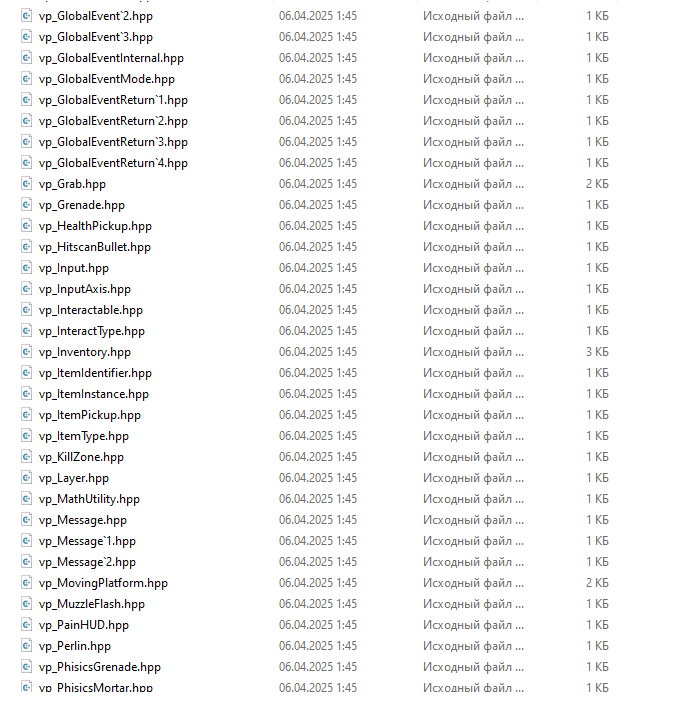 vp_GlobalEvent`2.hpp 06.04.2025 1:45 Исходный файл ... 1 КБ
vp_GlobalEvent`3.hpp 06.04.2025 1:45 Исходный файл ... 1 КБ
vp_GlobalEventInternal.hpp 06.04.2025 1:45 Исходный файл ... 1 КБ
vp_GlobalEventMode.hpp 06.04.2025 1:45 Исходный файл ... 1 КБ
vp_GlobalEventReturn`1.hpp 06.04.2025 1:45 Исходный файл ... 1 КБ
vp_GlobalEventReturn`2.hpp 06.04.2025 1:45 Исходный файл ... 1 КБ
vp_GlobalEventReturn`3.hpp 06.04.2025 1:45 Исходный файл ... 1 КБ
vp_GlobalEventReturn`4.hpp 06.04.2025 1:45 Исходный файл ... 1 КБ
vp_Grab.hpp 06.04.2025 1:45 Исходный файл ... 2 КБ
vp_Grenade.hpp 06.04.2025 1:45 Исходный файл ... 1 КБ
vp_HealthPickup.hpp 06.04.2025 1:45 Исходный файл ... 1 КБ
vp_HitscanBullet.hpp 06.04.2025 1:45 Исходный файл ... 1 КБ
vp_Input.hpp 06.04.2025 1:45 Исходный файл ... 1 КБ
vp_InputAxis.hpp 06.04.2025 1:45 Исходный файл ... 1 КБ
vp_Interactable.hpp 06.04.2025 1:45 Исходный файл ... 1 КБ
vp_InteractType.hpp 06.04.2025 1:45 Исходный файл ... 1 КБ
vp_Inventory.hpp 06.04.2025 1:45 Исходный файл ... 3 КБ
vp_ItemIdentifier.hpp 06.04.2025 1:45 Исходный файл ... 1 КБ
vp_ItemInstance.hpp 06.04.2025 1:45 Исходный файл ... 1 КБ
vp_ItemPickup.hpp 06.04.2025 1:45 Исходный файл ... 1 КБ
vp_ItemType.hpp 06.04.2025 1:45 Исходный файл ... 1 КБ
vp_KillZone.hpp 06.04.2025 1:45 Исходный файл ... 1 КБ
vp_Layer.hpp 06.04.2025 1:45 Исходный файл ... 1 КБ
vp_MathUtility.hpp 06.04.2025 1:45 Исходный файл ... 1 КБ
vp_Message.hpp 06.04.2025 1:45 Исходный файл ... 1 КБ
vp_Message`1.hpp 06.04.2025 1:45 Исходный файл ... 1 КБ
vp_Message`2.hpp 06.04.2025 1:45 Исходный файл ... 1 КБ
vp_MovingPlatform.hpp 06.04.2025 1:45 Исходный файл ... 2 КБ
vp_MuzzleFlash.hpp 06.04.2025 1:45 Исходный файл ... 1 КБ
vp_PainHUD.hpp 06.04.2025 1:45 Исходный файл ... 1 КБ
vp_Perlin.hpp 06.04.2025 1:45 Исходный файл ... 1 КБ
vp_PhisicsGrenade.hpp 06.04.2025 1:45 Исходный файл ... 1 КБ
vp_PhisicsMortar.hpp 06.04.2025 1:45 Исходный файл ... 1 КБ